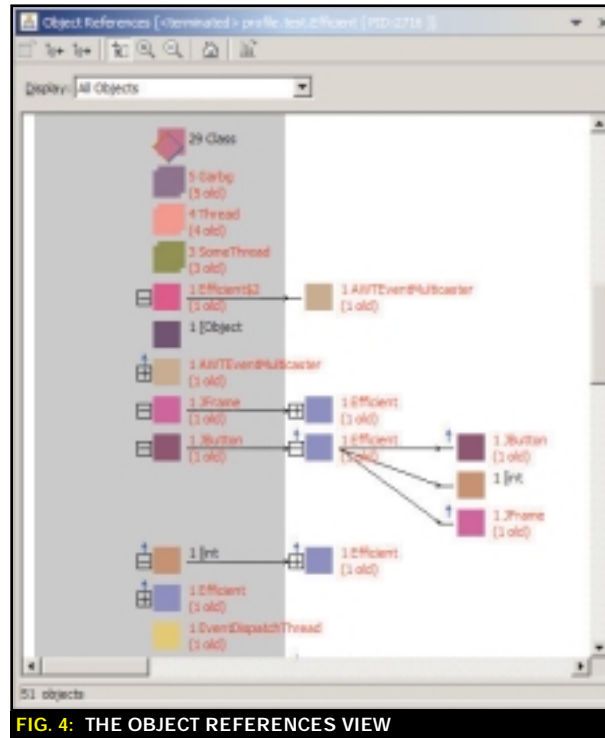 Object References [<terminated> profile.test.Efficient (PID:2716 )]
Display: All Objects
29 Class
5 Garbg
(5 old)
4 Thread
(4 old)
3 SomeThread
(3 old)
1 Efficient$2
(1 old)
1 AWTEventMulticaster
(1 old)
1 [Object
1 AWTEventMulticaster
(1 old)
1 JFrame
(1 old)
1 Efficient
(1 old)
1 JButton
(1 old)
1 Efficient
(1 old)
1 JButton
(1 old)
1 [int
1 JFrame
(1 old)
1 [int
1 Efficient
(1 old)
1 Efficient
(1 old)
1 EventDispatchThread
(1 old)
51 objects
FIG. 4: THE OBJECT REFERENCES VIEW